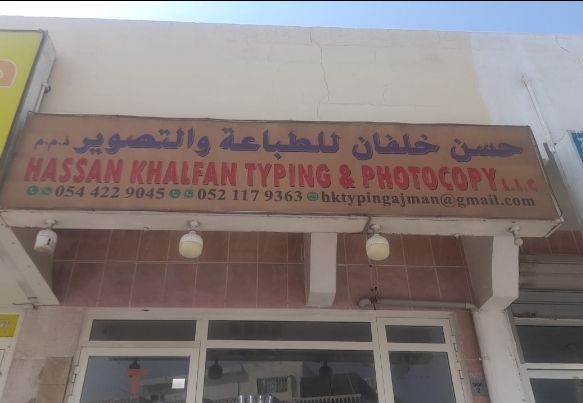 حسن خلفان للطباعة والتصوير ذ.م.م
HASSAN KHALFAN TYPING & PHOTOCOPY L.L.C
054 422 9045 052 117 9363 hktypingajman@gmail.com